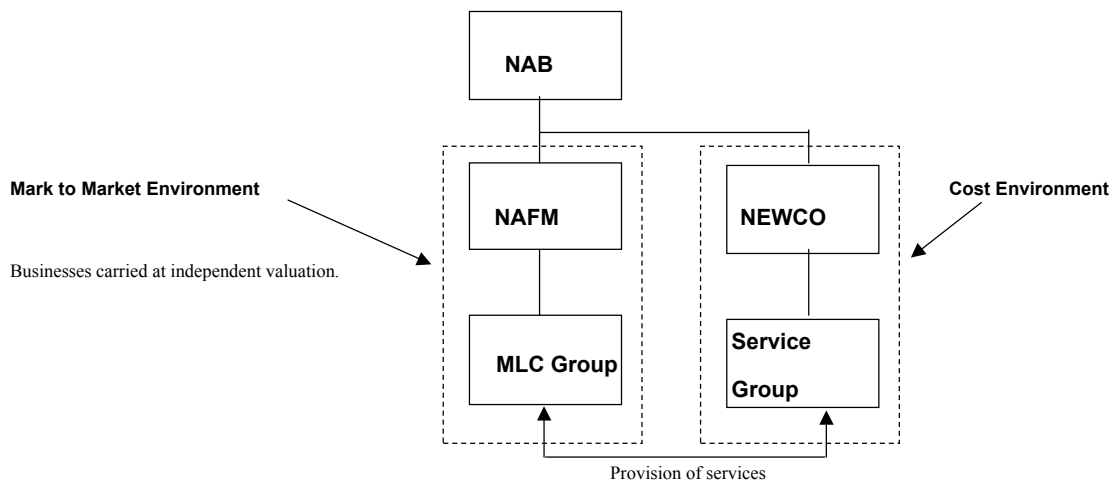 NAB
Mark to Market Environment
Cost Environment
NAFM
NEWCO
Businesses carried at independent valuation.
MLC Group
Service
Group
Provision of services